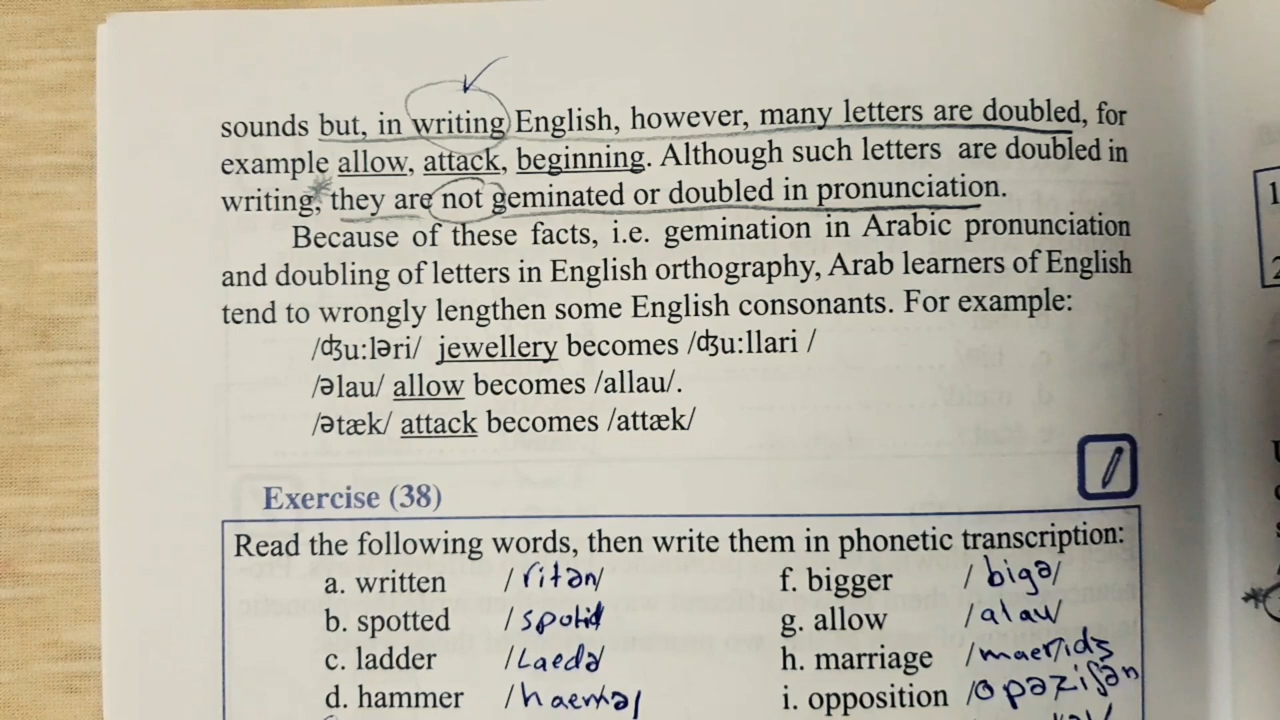 sounds but, in writing English, however, many letters are doubled, for
example allow, attack, beginning. Although such letters are doubled in
writing, they are not geminated or doubled in pronunciation.
Because of these facts, i.e. gemination in Arabic pronunciation
and doubling of letters in English orthography, Arab learners of English
tend to wrongly lengthen some English consonants. For example:
/ʤu:ləri/ jewellery becomes /ʤu:llari /
/əlau/ allow becomes /allau/.
/ətæk/ attack becomes /attæk/
Exercise (38)
Read the following words, then write them in phonetic transcription:
a. written /ritən/
f. bigger /bigə/
b. spotted
g. allow /alau/
c. ladder /Laedə/
h. marriage /maeridʒ
d. hammer
i. opposition /opəziʃən